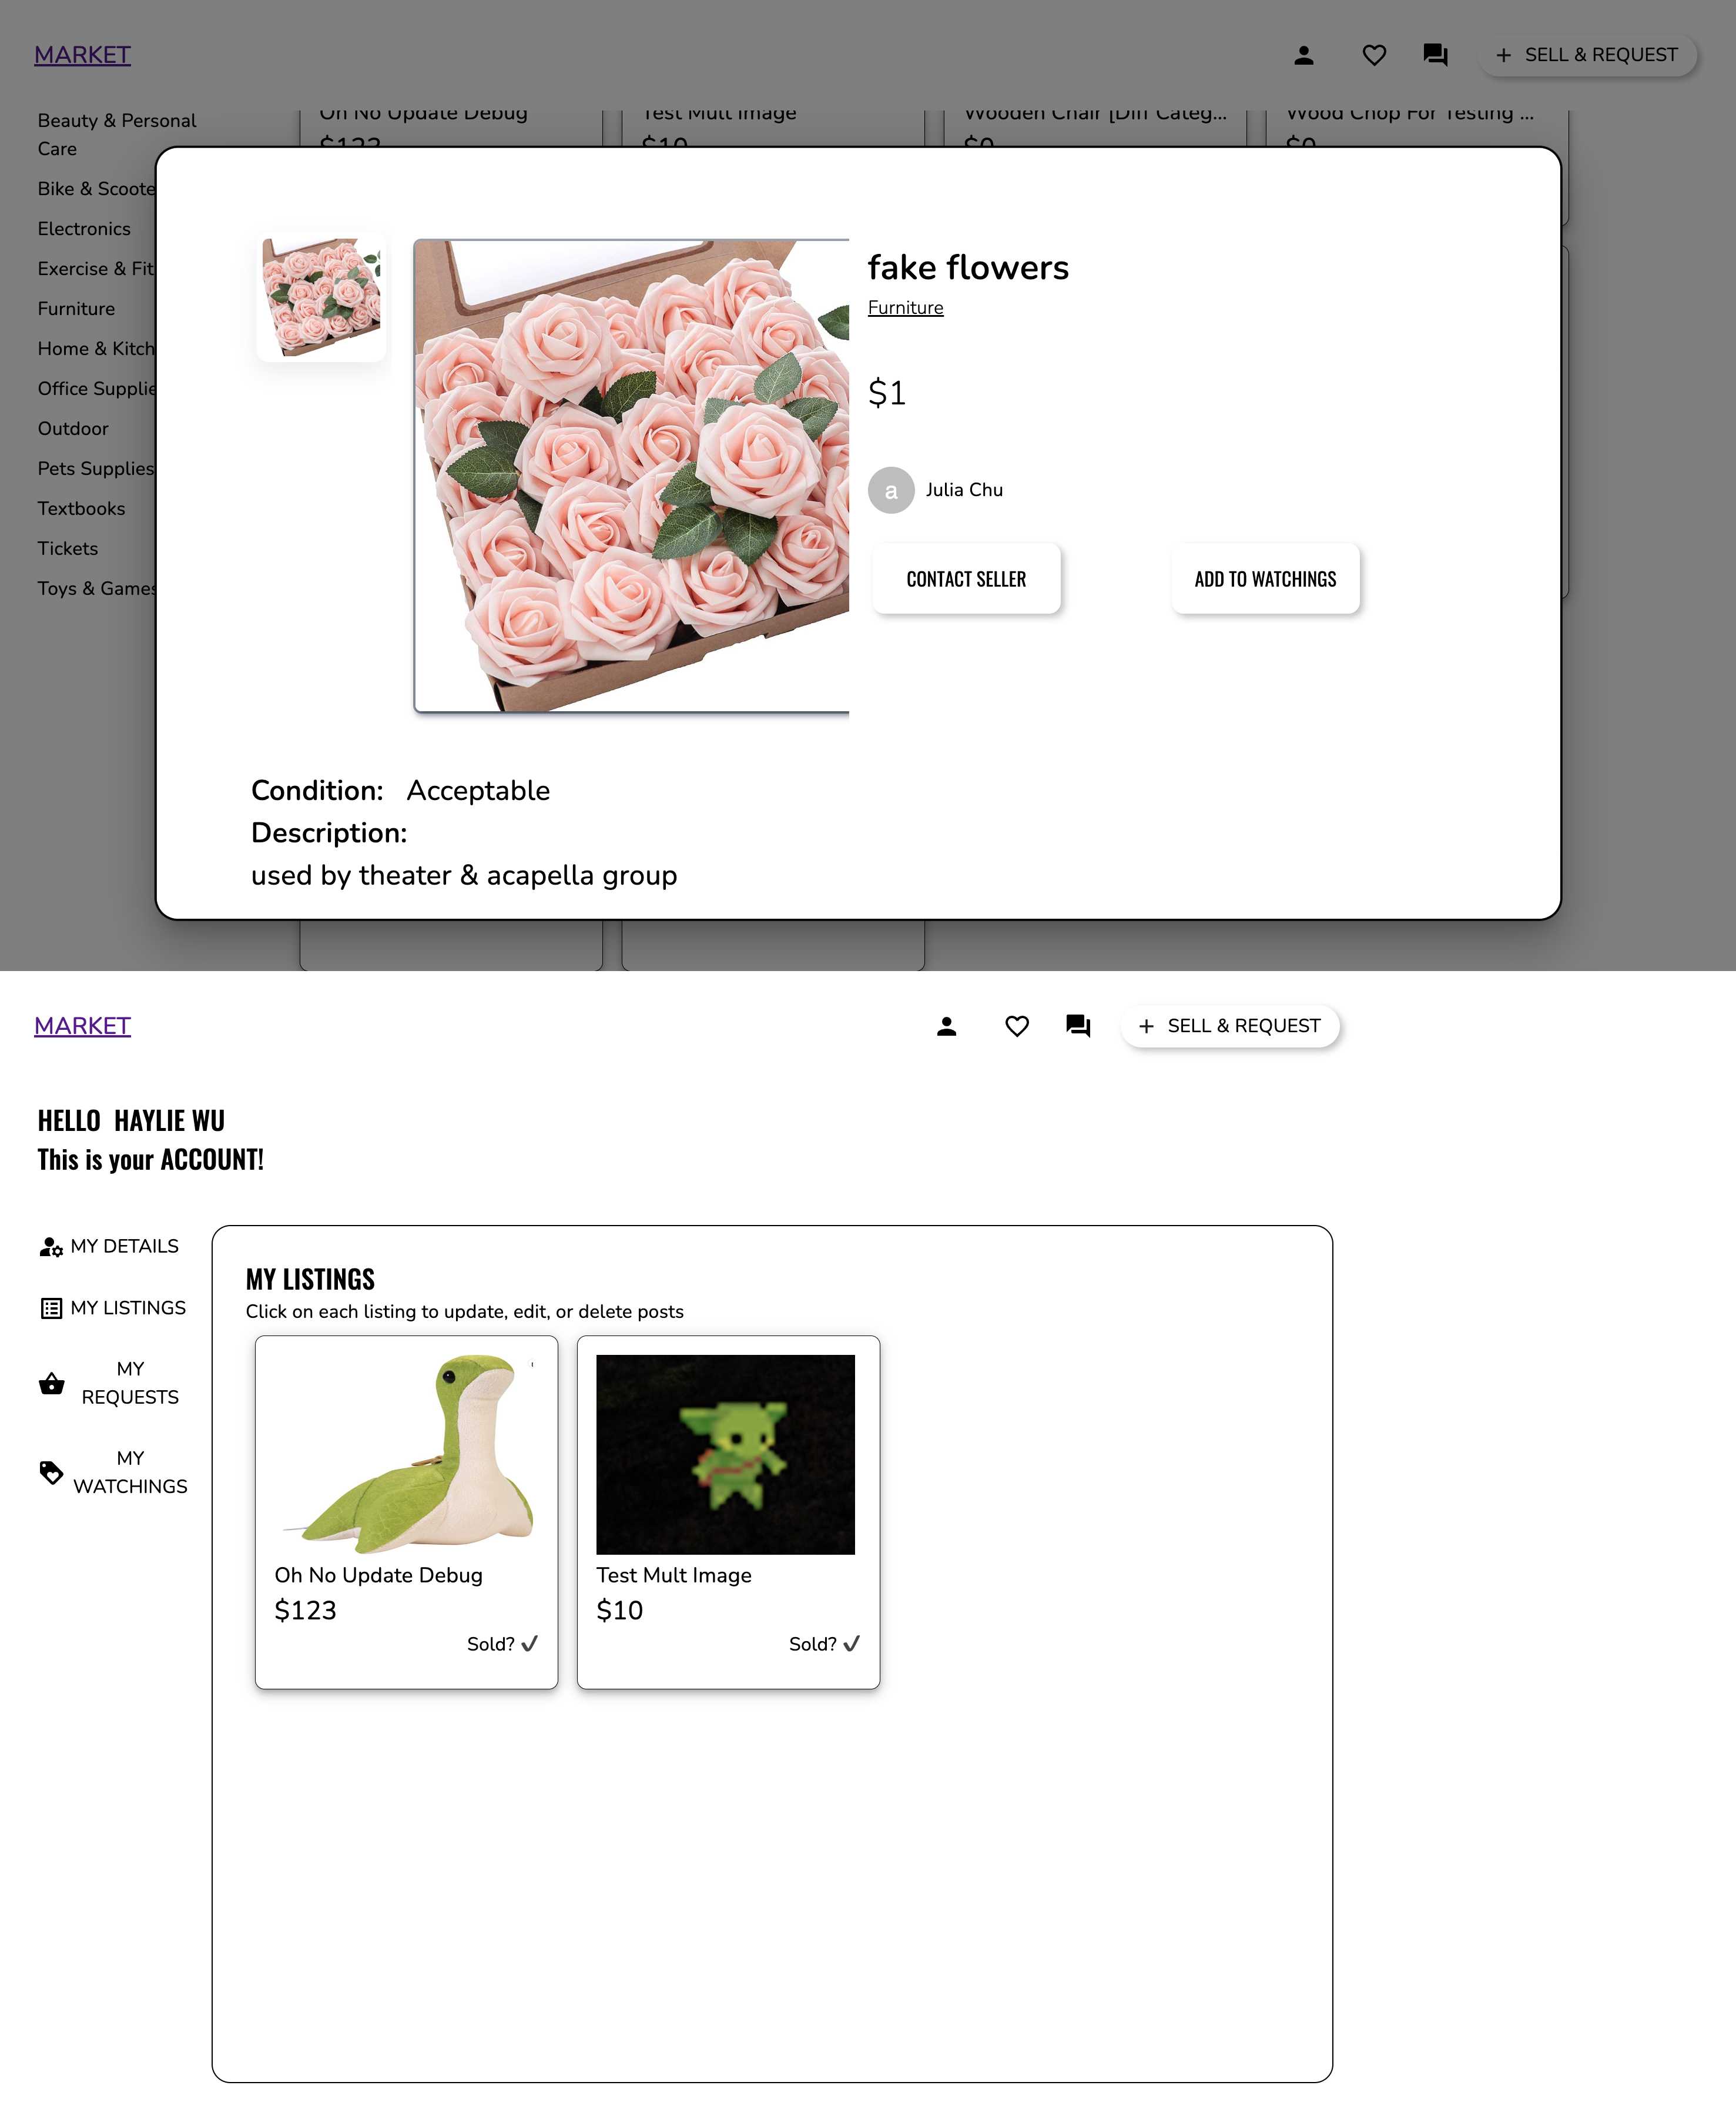 MARKET
SELL & REQUEST
Beauty & Personal
Care
Bike & Scoote
Electronics
Exercise & Fit
Furniture
Home & Kitch
Office Supplie
Outdoor
Pets Supplies
Textbooks
Tickets
Toys & Games
Oh No Update Debug
$123
Test Mult Image
$10
Wooden Chair [Diff Categ...
$0
Wood Chop For Testing ...
$0
fake flowers
Furniture
$1
a
Julia Chu
CONTACT SELLER
ADD TO WATCHINGS
Condition: Acceptable
Description:
used by theater & acapella group
MARKET
SELL & REQUEST
HELLO HAYLIE WU
This is your ACCOUNT!
MY DETAILS
MY LISTINGS
MY
REQUESTS
MY
WATCHINGS
MY LISTINGS
Click on each listing to update, edit, or delete posts
Oh No Update Debug
$123
Sold?
Test Mult Image
$10
Sold?